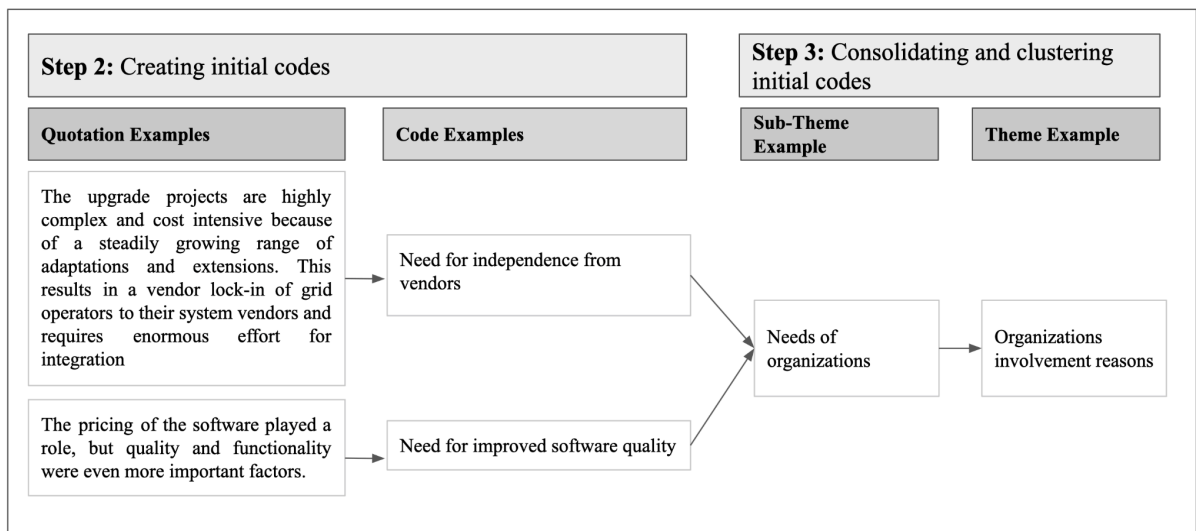 Step 2: Creating initial codes
Step 3: Consolidating and clustering
initial codes
Quotation Examples
Code Examples
Sub-Theme
Example
Theme Example
The upgrade projects are highly
complex and cost intensive because
of a steadily growing range of
adaptations and extensions. This
results in a vendor lock-in of grid
operators to their system vendors and
requires enormous effort for
integration
Need for independence from
vendors
Needs of
organizations
Organizations
involvement reasons
The pricing of the software played a
role, but quality and functionality
were even more important factors.
Need for improved software quality